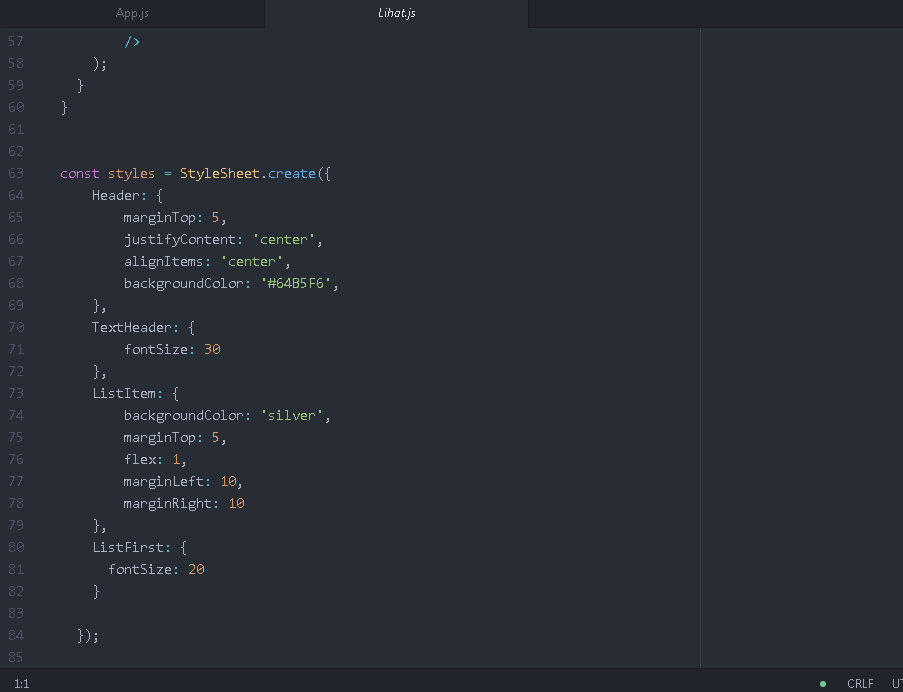 App.js Lihat.js
57 />
58 );
59 }
60 }
61
62
63 const styles = StyleSheet.create({
64 Header: {
65 marginTop: 5,
66 justifyContent: 'center',
67 alignItems: 'center',
68 backgroundColor: '#64B5F6',
69 },
70 TextHeader: {
71 fontSize: 30
72 },
73 ListItem: {
74 backgroundColor: 'silver',
75 marginTop: 5,
76 flex: 1,
77 marginLeft: 10,
78 marginRight: 10
79 },
80 ListFirst: {
81 fontSize: 20
82 }
83
84 });
85
1:1 CRLF UT